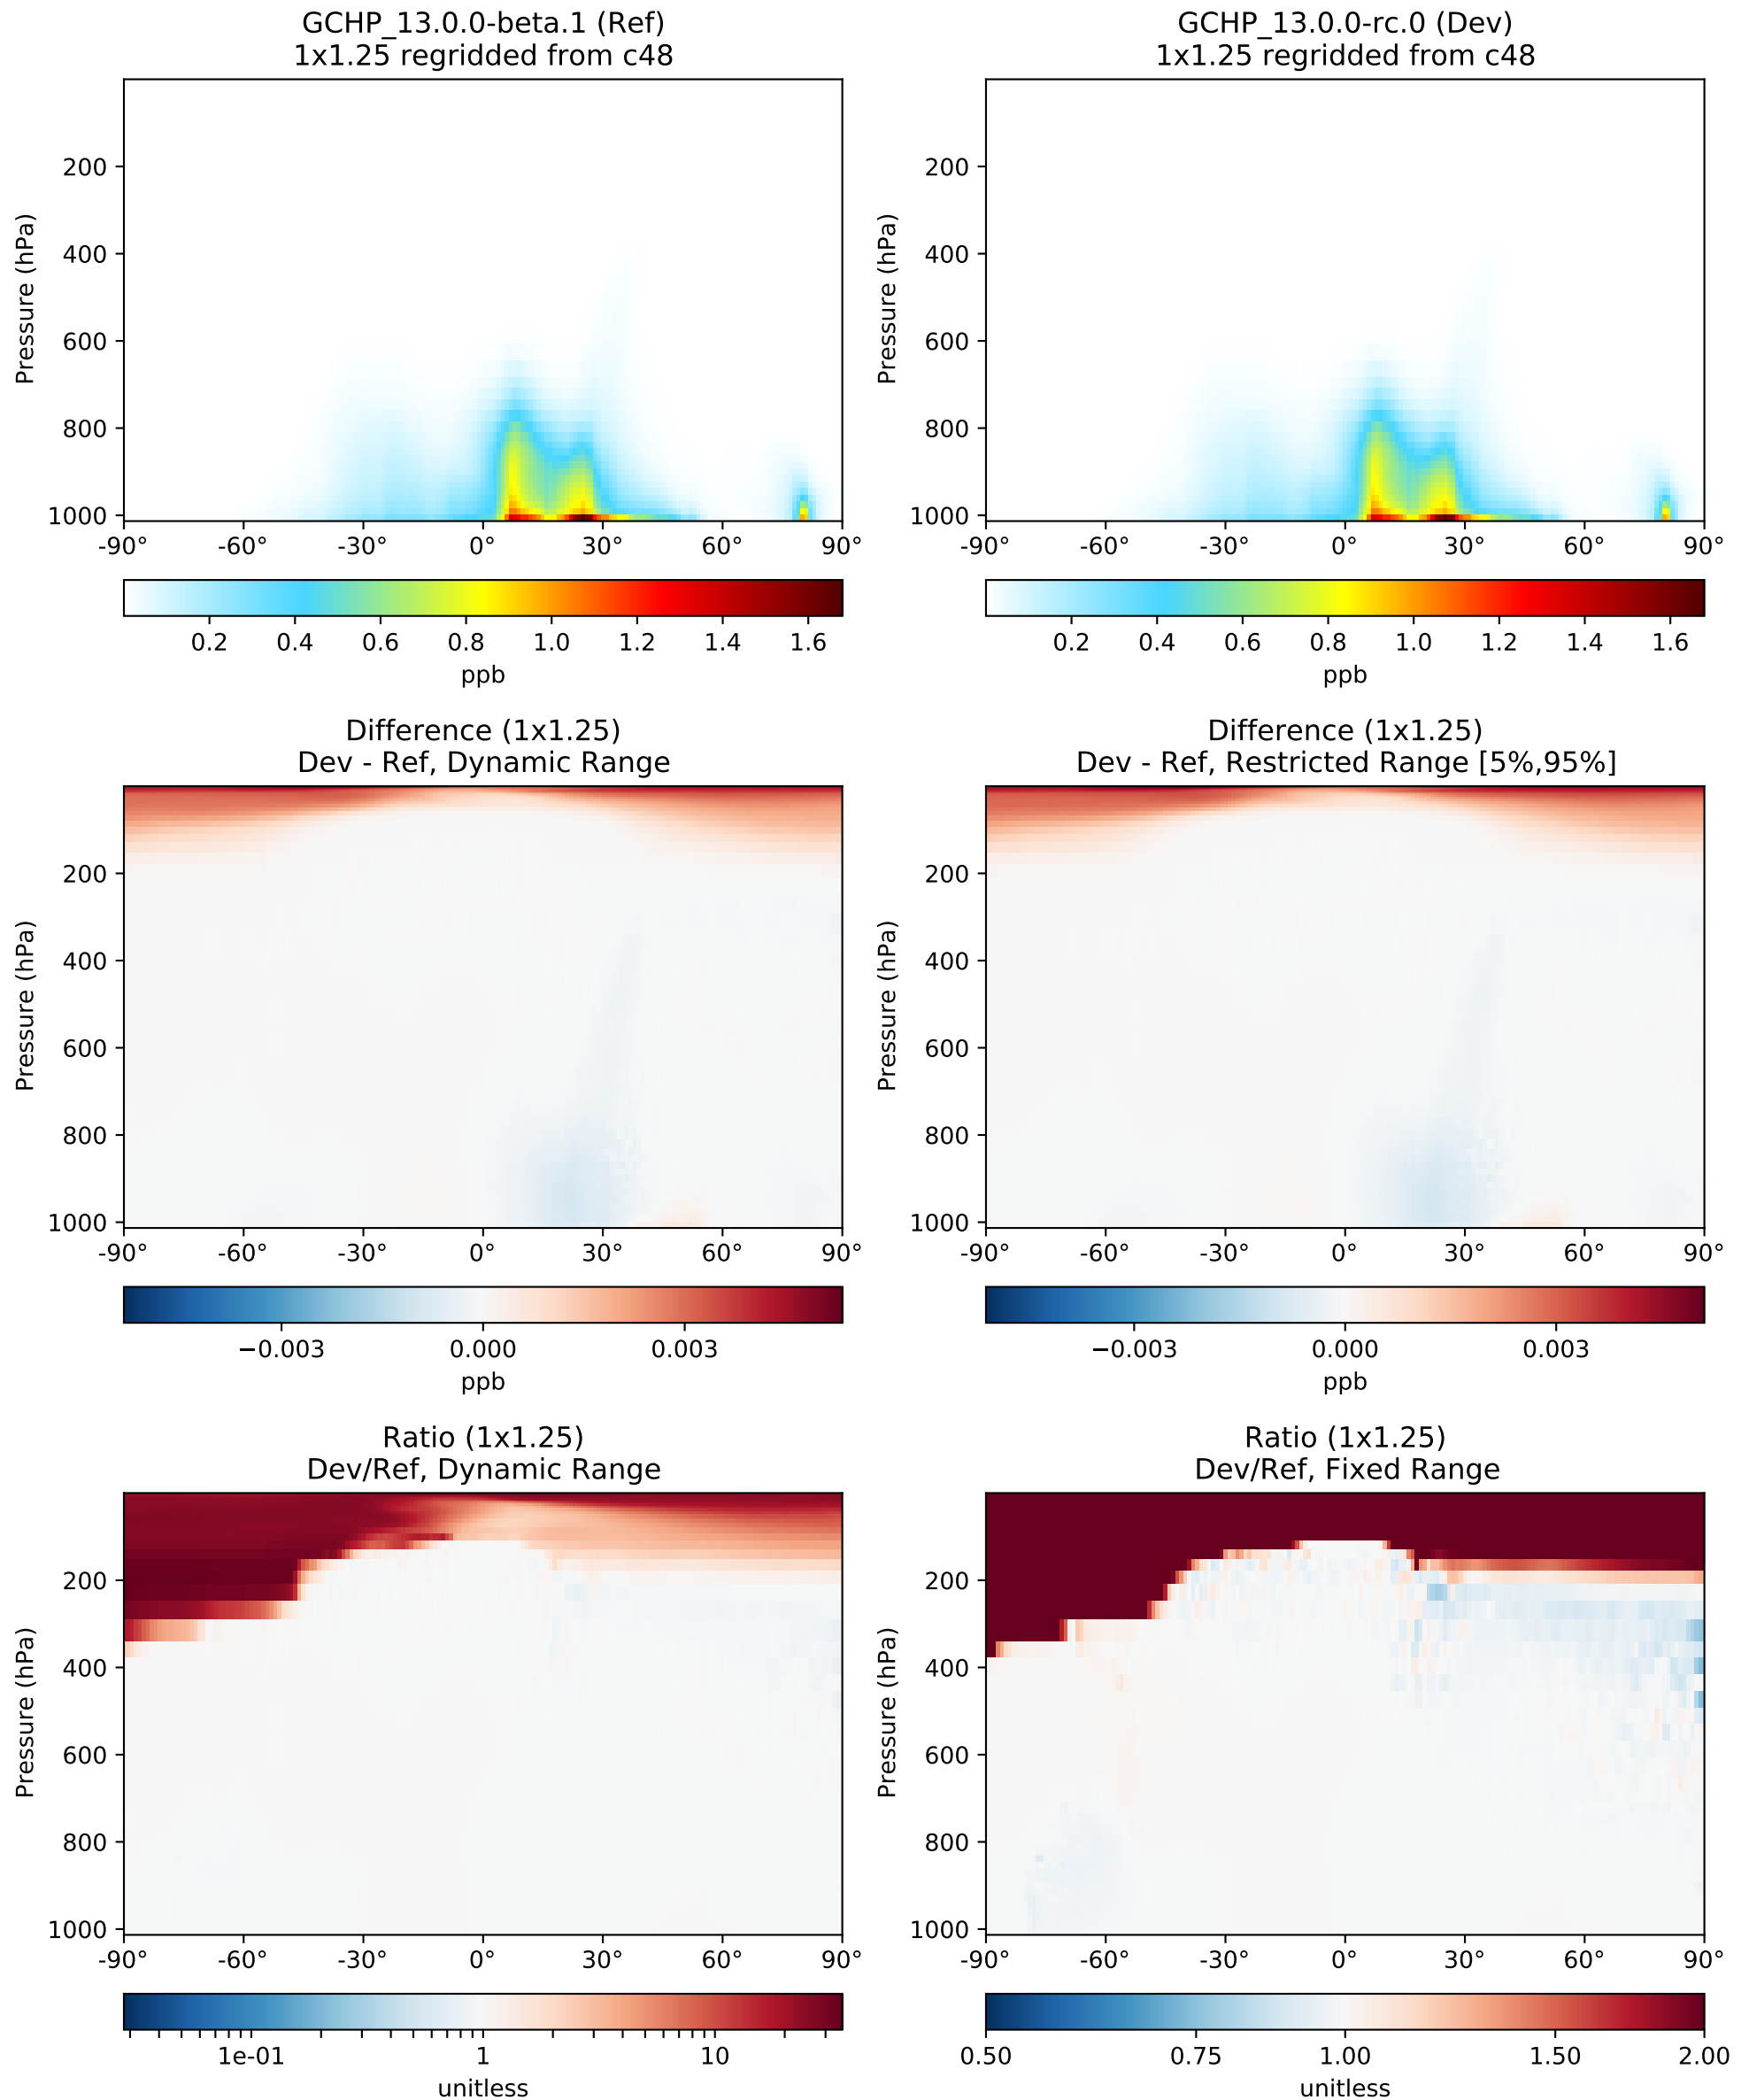 GCHP_13.0.0-beta.1 (Ref)
1x1.25 regridded from c48
Pressure (hPa)
200
400
600
800
1000
-90° -60° -30° 0° 30° 60° 90°
0.2 0.4 0.6 0.8 1.0 1.2 1.4 1.6
ppb
GCHP_13.0.0-rc.0 (Dev)
1x1.25 regridded from c48
Pressure (hPa)
200
400
600
800
1000
-90° -60° -30° 0° 30° 60° 90°
0.2 0.4 0.6 0.8 1.0 1.2 1.4 1.6
ppb
Difference (1x1.25)
Dev - Ref, Dynamic Range
Pressure (hPa)
200
400
600
800
1000
-90° -60° -30° 0° 30° 60° 90°
−0.003 0.000 0.003
ppb
Difference (1x1.25)
Dev - Ref, Restricted Range [5%,95%]
Pressure (hPa)
200
400
600
800
1000
-90° -60° -30° 0° 30° 60° 90°
−0.003 0.000 0.003
ppb
Ratio (1x1.25)
Dev/Ref, Dynamic Range
Pressure (hPa)
200
400
600
800
1000
-90° -60° -30° 0° 30° 60° 90°
1e-01 1 10
unitless
Ratio (1x1.25)
Dev/Ref, Fixed Range
Pressure (hPa)
200
400
600
800
1000
-90° -60° -30° 0° 30° 60° 90°
0.50 0.75 1.00 1.50 2.00
unitless